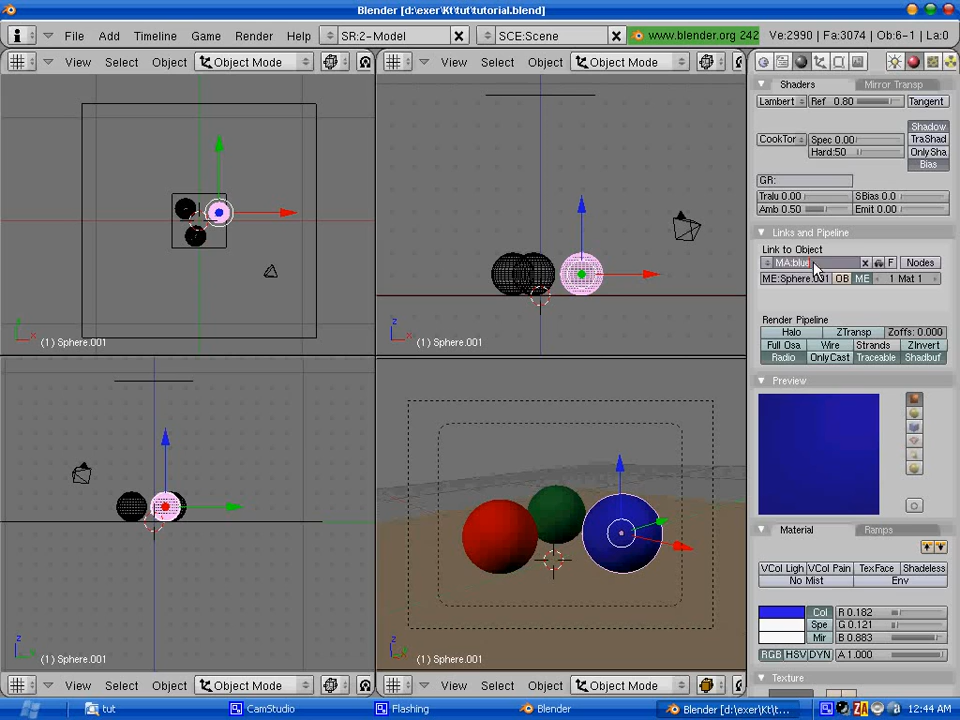 Blender [d:\exer\Kt\tut\tutorial.blend]
File Add Timeline Game Render Help SR:2-Model SCE:Scene www.blender.org 242 Ve:2990 | Fa:3074 | Ob:6-1 | La:0
View Select Object Object Mode
View Select Object Object Mode
Shaders Mirror Transp
Lambert Ref 0.80 Tangent
Shadow
CookTor Spec 0.00 TraShad
Hard:50 OnlySha
Bias
GR:
Tralu 0.00 SBias 0.0
Amb 0.50 Emit 0.00
Links and Pipeline
Link to Object
MA:blue F Nodes
ME:Sphere.001 OB ME 1 Mat 1
Render Pipeline
Halo ZTransp Zoffs: 0.000
Full Osa Wire Strands ZInvert
Radio OnlyCast Traceable Shadbuf
Preview
Material Ramps
VCol Ligh VCol Pain TexFace Shadeless
No Mist Env
Col R 0.182
Spe G 0.121
Mir B 0.883
RGB HSV DYN A 1.000
Texture
y
x
(1) Sphere.001
z
x
(1) Sphere.001
z
y
(1) Sphere.001
z
(1) Sphere.001
View Select Object Object Mode
View Select Object Object Mode
tut CamStudio Flashing Blender Blender [d:\exer\Kt\t... 12:44 AM